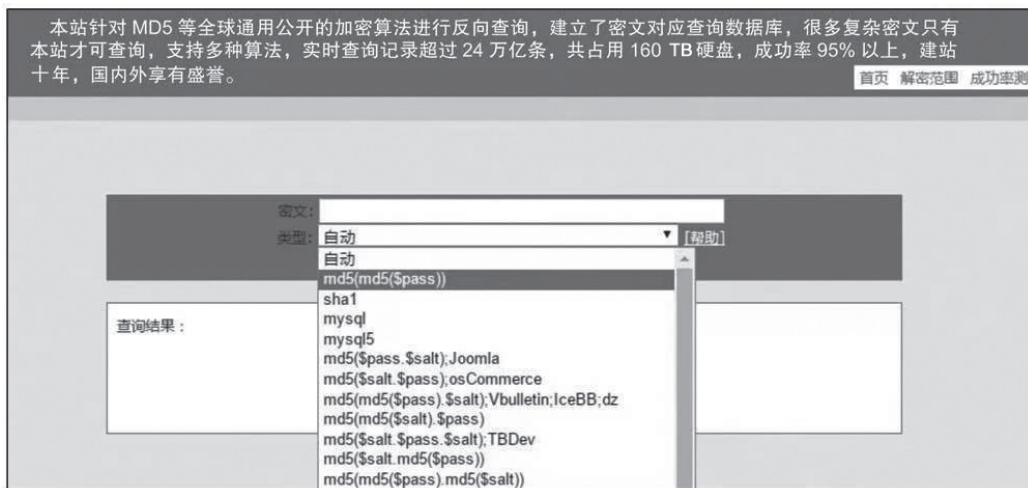 本站针对 MD5 等全球通用公开的加密算法进行反向查询，建立了密文对应查询数据库，很多复杂密文只有
本站才可查询，支持多种算法，实时查询记录超过 24 万亿条，共占用 160 TB 硬盘，成功率 95% 以上，建站
十年，国内外享有盛誉。
首页 解密范围 成功率测
密文：
类型： 自动 [帮助]
自动
md5(md5($pass))
sha1
mysql
mysql5
md5($pass.$salt);Joomla
md5($salt.$pass);osCommerce
md5(md5($pass).$salt);Vbulletin;IceBB;dz
md5(md5($salt).$pass)
md5($salt.$pass.$salt);TBDev
md5($salt.md5($pass))
md5(md5($pass).md5($salt))
查询结果：